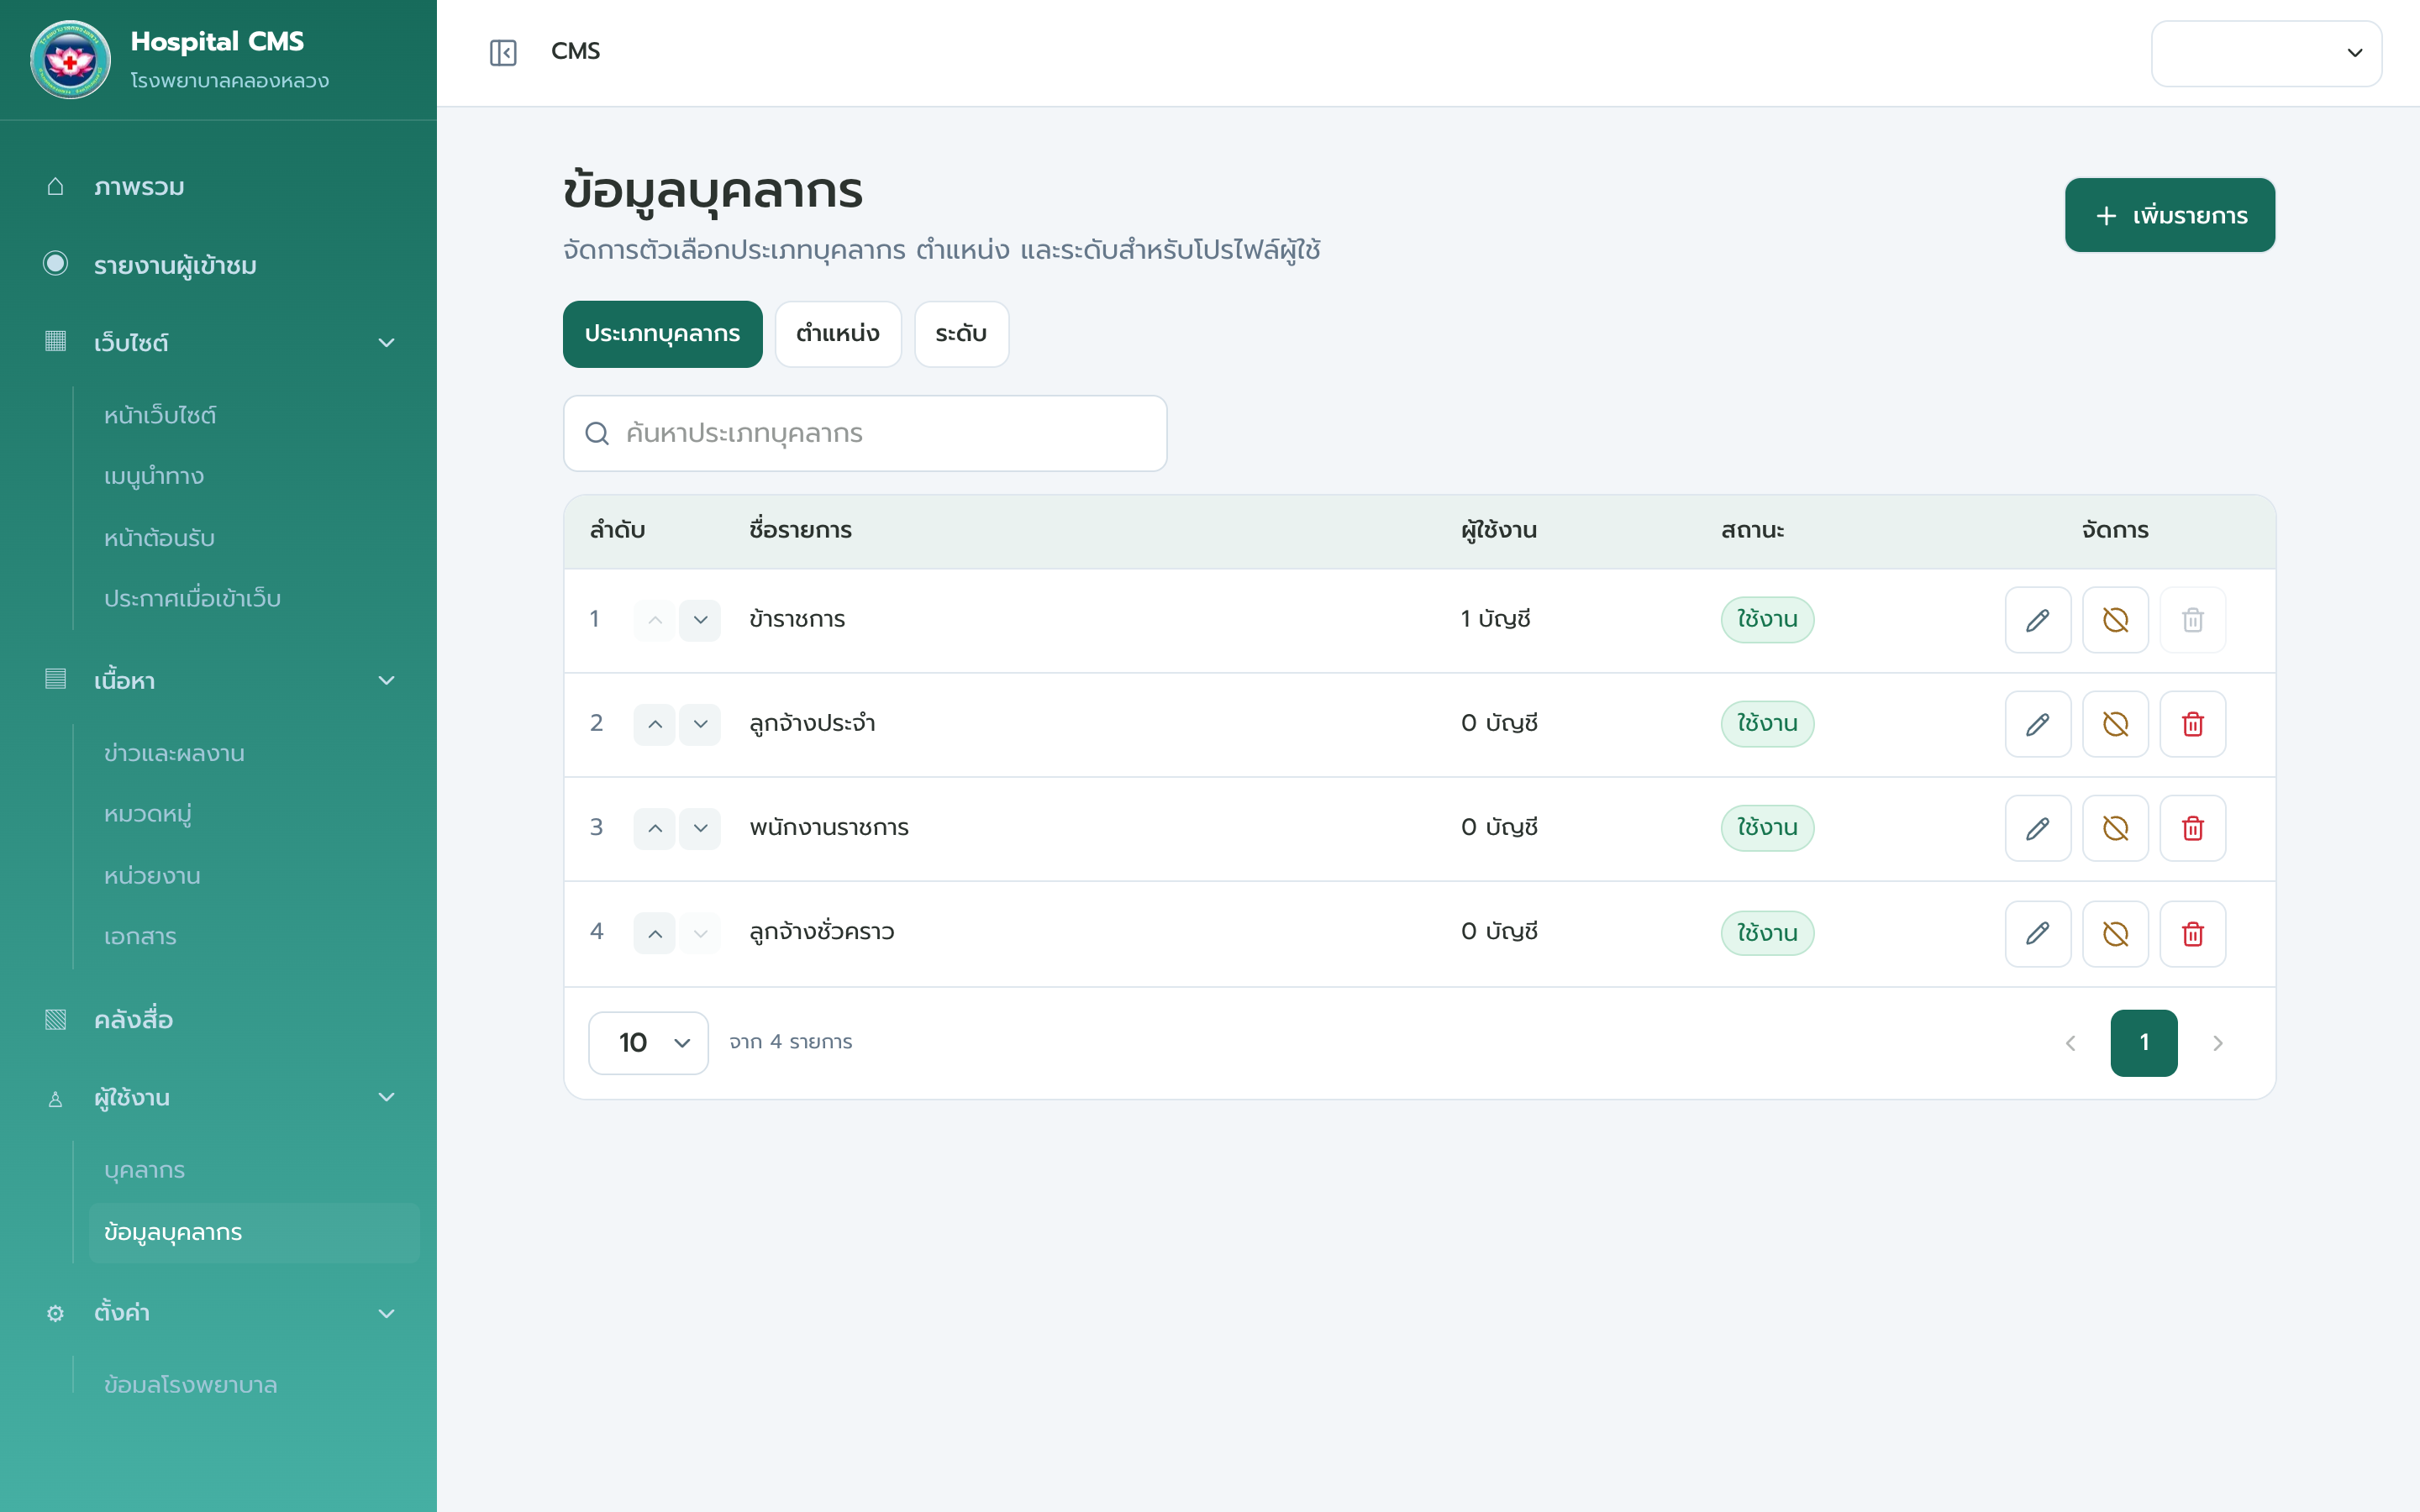 Hospital CMS
โรงพยาบาลคลองหลวง
ภาพรวม
รายงานผู้เข้าชม
เว็บไซต์
หน้าเว็บไซต์
เมนูนำทาง
หน้าต้อนรับ
ประกาศเมื่อเข้าเว็บ
เนื้อหา
ข่าวและผลงาน
หมวดหมู่
หน่วยงาน
เอกสาร
คลังสื่อ
ผู้ใช้งาน
บุคลากร
ข้อมูลบุคลากร
ตั้งค่า
ข้อมูลโรงพยาบาล
CMS
ข้อมูลบุคลากร
จัดการตัวเลือกประเภทบุคลากร ตำแหน่ง และระดับสำหรับโปรไฟล์ผู้ใช้
เพิ่มรายการ
ประเภทบุคลากร ตำแหน่ง ระดับ
ค้นหาประเภทบุคลากร
ลำดับ ชื่อรายการ ผู้ใช้งาน สถานะ จัดการ
1 ข้าราชการ 1 บัญชี ใช้งาน
2 ลูกจ้างประจำ 0 บัญชี ใช้งาน
3 พนักงานราชการ 0 บัญชี ใช้งาน
4 ลูกจ้างชั่วคราว 0 บัญชี ใช้งาน
10 จาก 4 รายการ 1